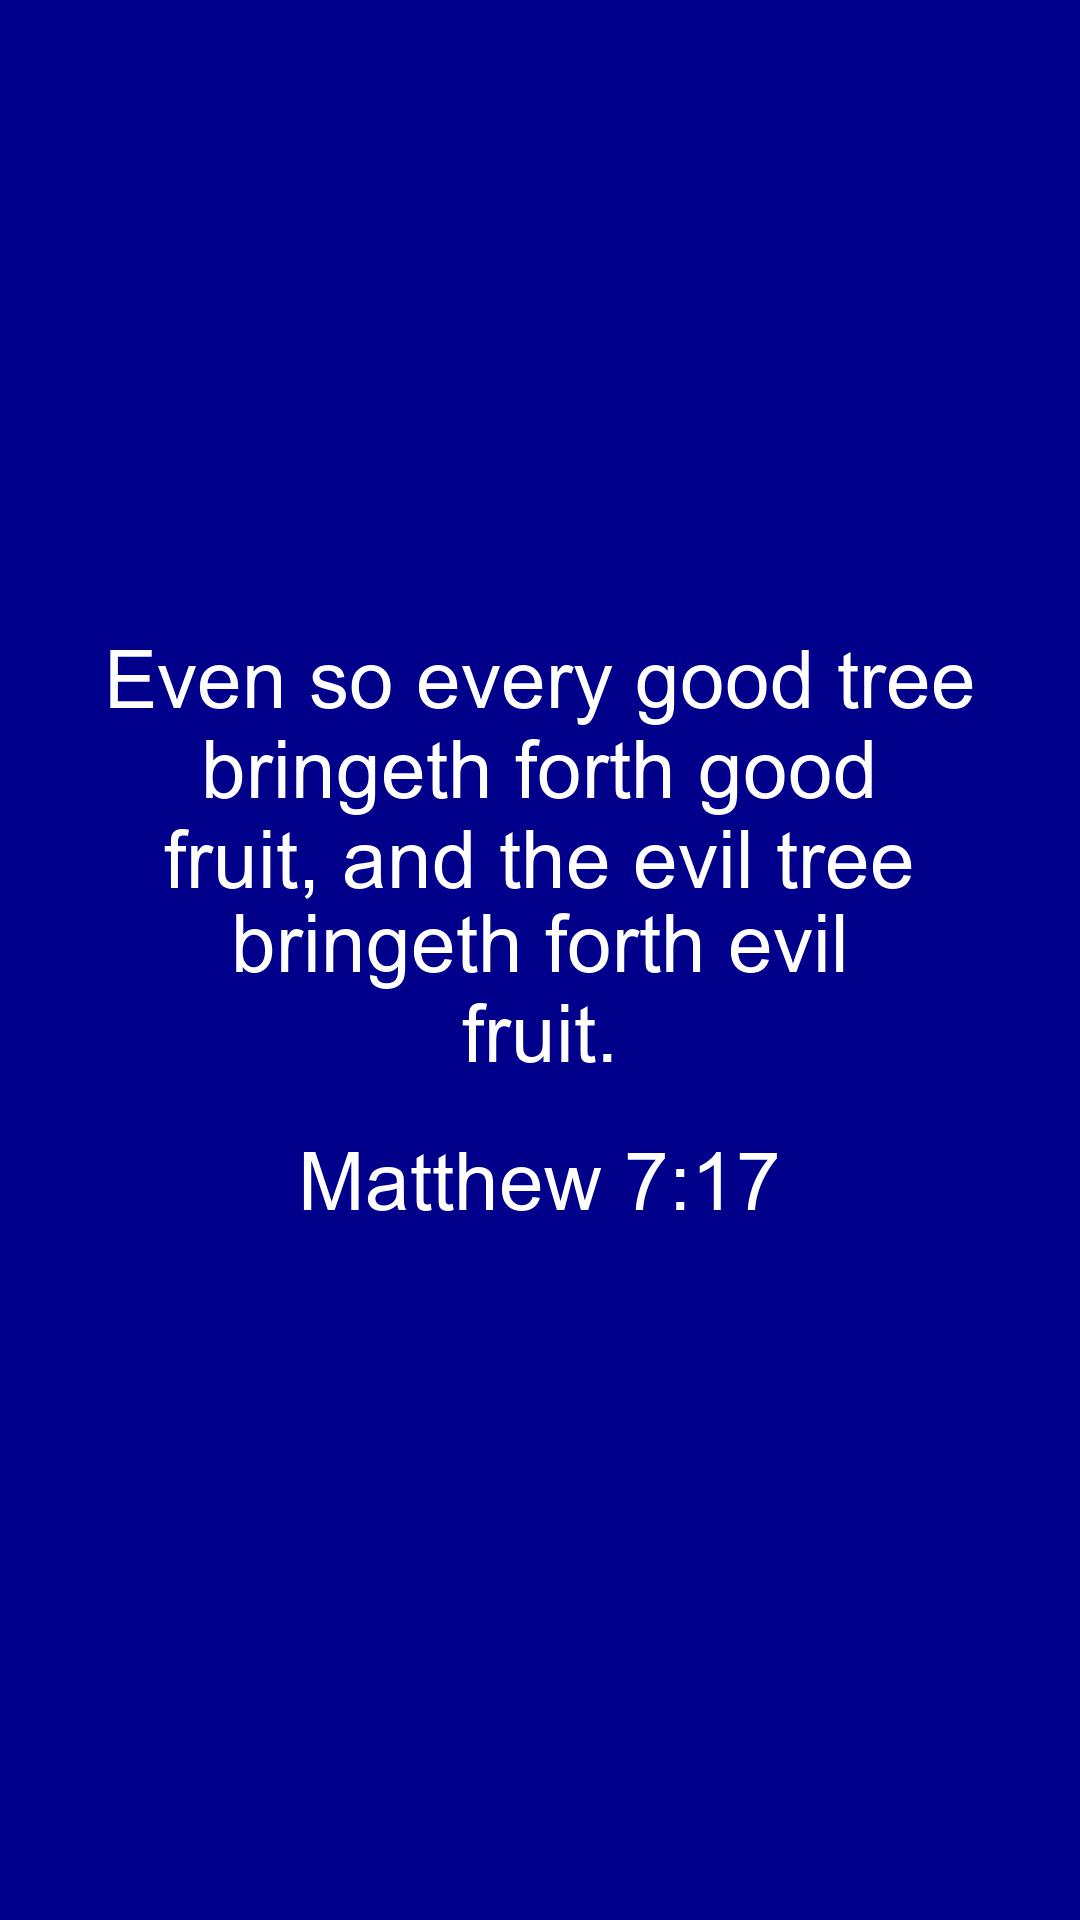 Even so every good tree
bringeth forth good
fruit, and the evil tree
bringeth forth evil
fruit.
Matthew 7:17